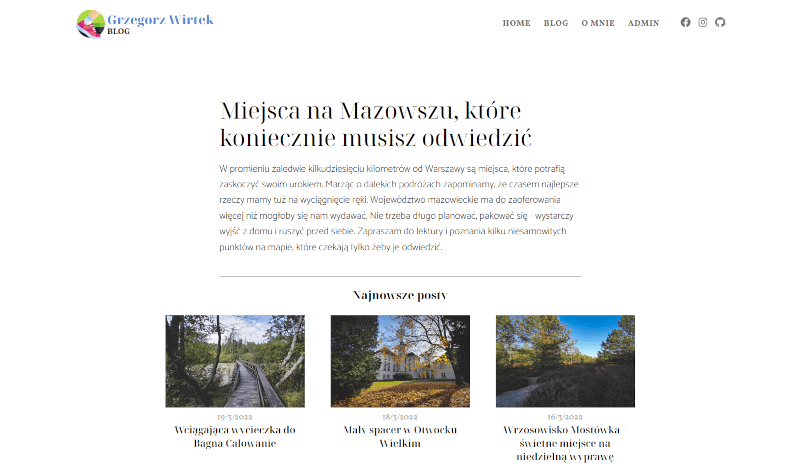 Grzegorz Wirtek
BLOG
HOME BLOG O MNIE ADMIN
Miejsca na Mazowszu, które
koniecznie musisz odwiedzić
W promieniu zaledwie kilkudziesięciu kilometrów od Warszawy są miejsca, które potrafią
zaskoczyć swoim urokiem. Marząc o dalekich podróżach zapominamy, że czasem najlepsze
rzeczy mamy tuż na wyciągnięcie ręki. Województwo mazowieckie ma do zaoferowania
więcej niż mogłoby się nam wydawać. Nie trzeba długo planować, pakować się - wystarczy
wyjść z domu i ruszyć przed siebie. Zapraszam do lektury i poznania kilku niesamowitych
punktów na mapie, które czekają tylko żeby je odwiedzić.
Najnowsze posty
19/3/2022
Wciągająca wycieczka do
Bagna Całowanie
18/3/2022
Mały spacer w Otwocku
Wielkim
16/3/2022
Wrzosowisko Mostówka -
świetne miejsce na
niedzielną wyprawę